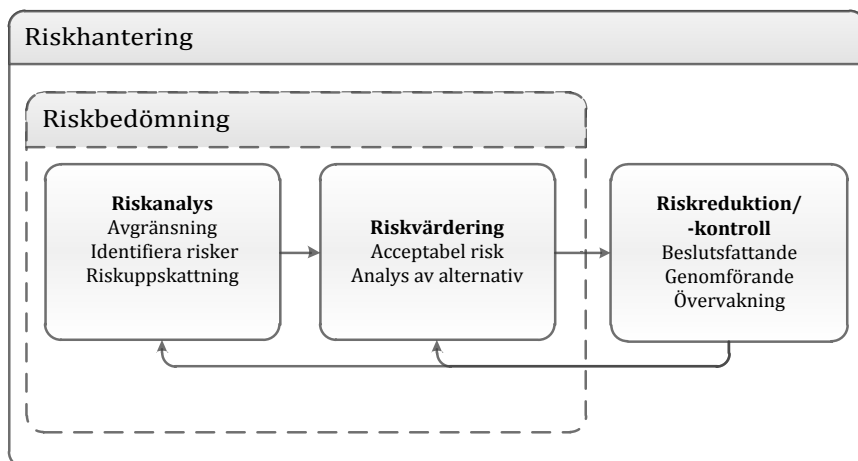 Riskhantering
Riskbedömning
Riskanalys
Avgränsning
Identifiera risker
Riskuppskattning
Riskvärdering
Acceptabel risk
Analys av alternativ
Riskreduktion/
-kontroll
Beslutsfattande
Genomförande
Övervakning